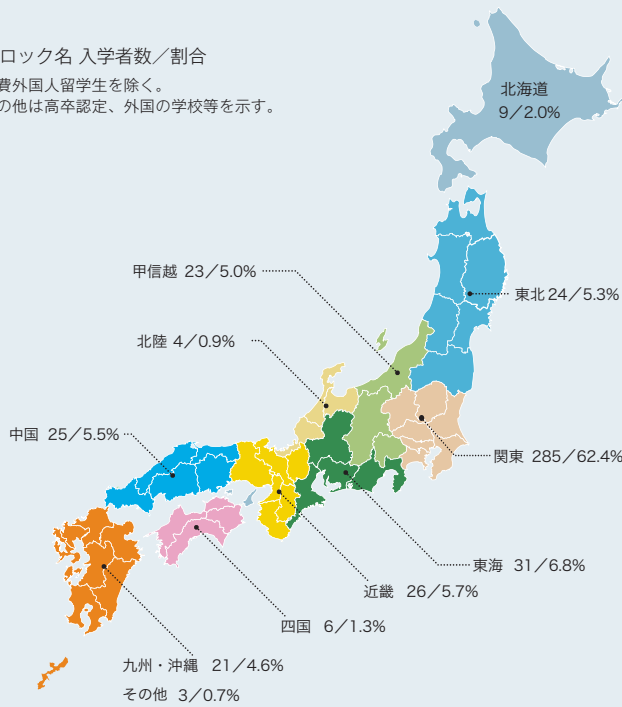 ロック名 入学者数／割合
費外国人留学生を除く。
の他は高卒認定、外国の学校等を示す。
北海道
9／2.0%
甲信越 23／5.0%
東北 24／5.3%
北陸 4／0.9%
中国 25／5.5%
関東 285／62.4%
東海 31／6.8%
近畿 26／5.7%
四国 6／1.3%
九州・沖縄 21／4.6%
その他 3／0.7%